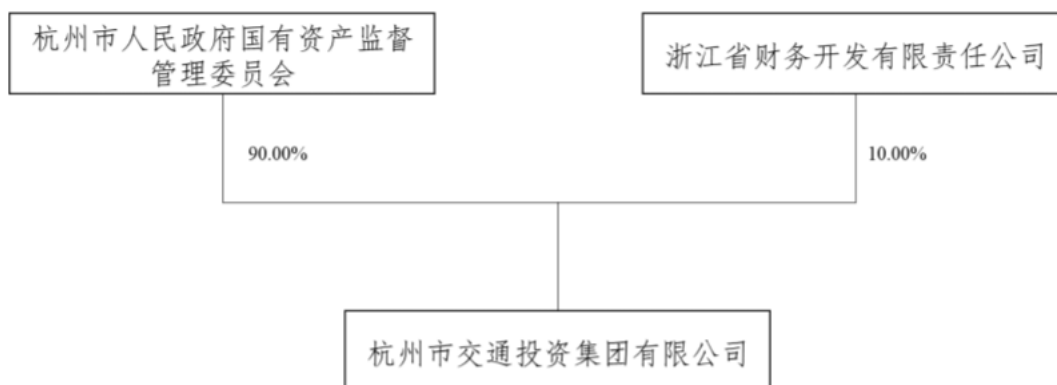 杭州市人民政府国有资产监督
管理委员会
浙江省财务开发有限责任公司
90.00%
10.00%
杭州市交通投资集团有限公司